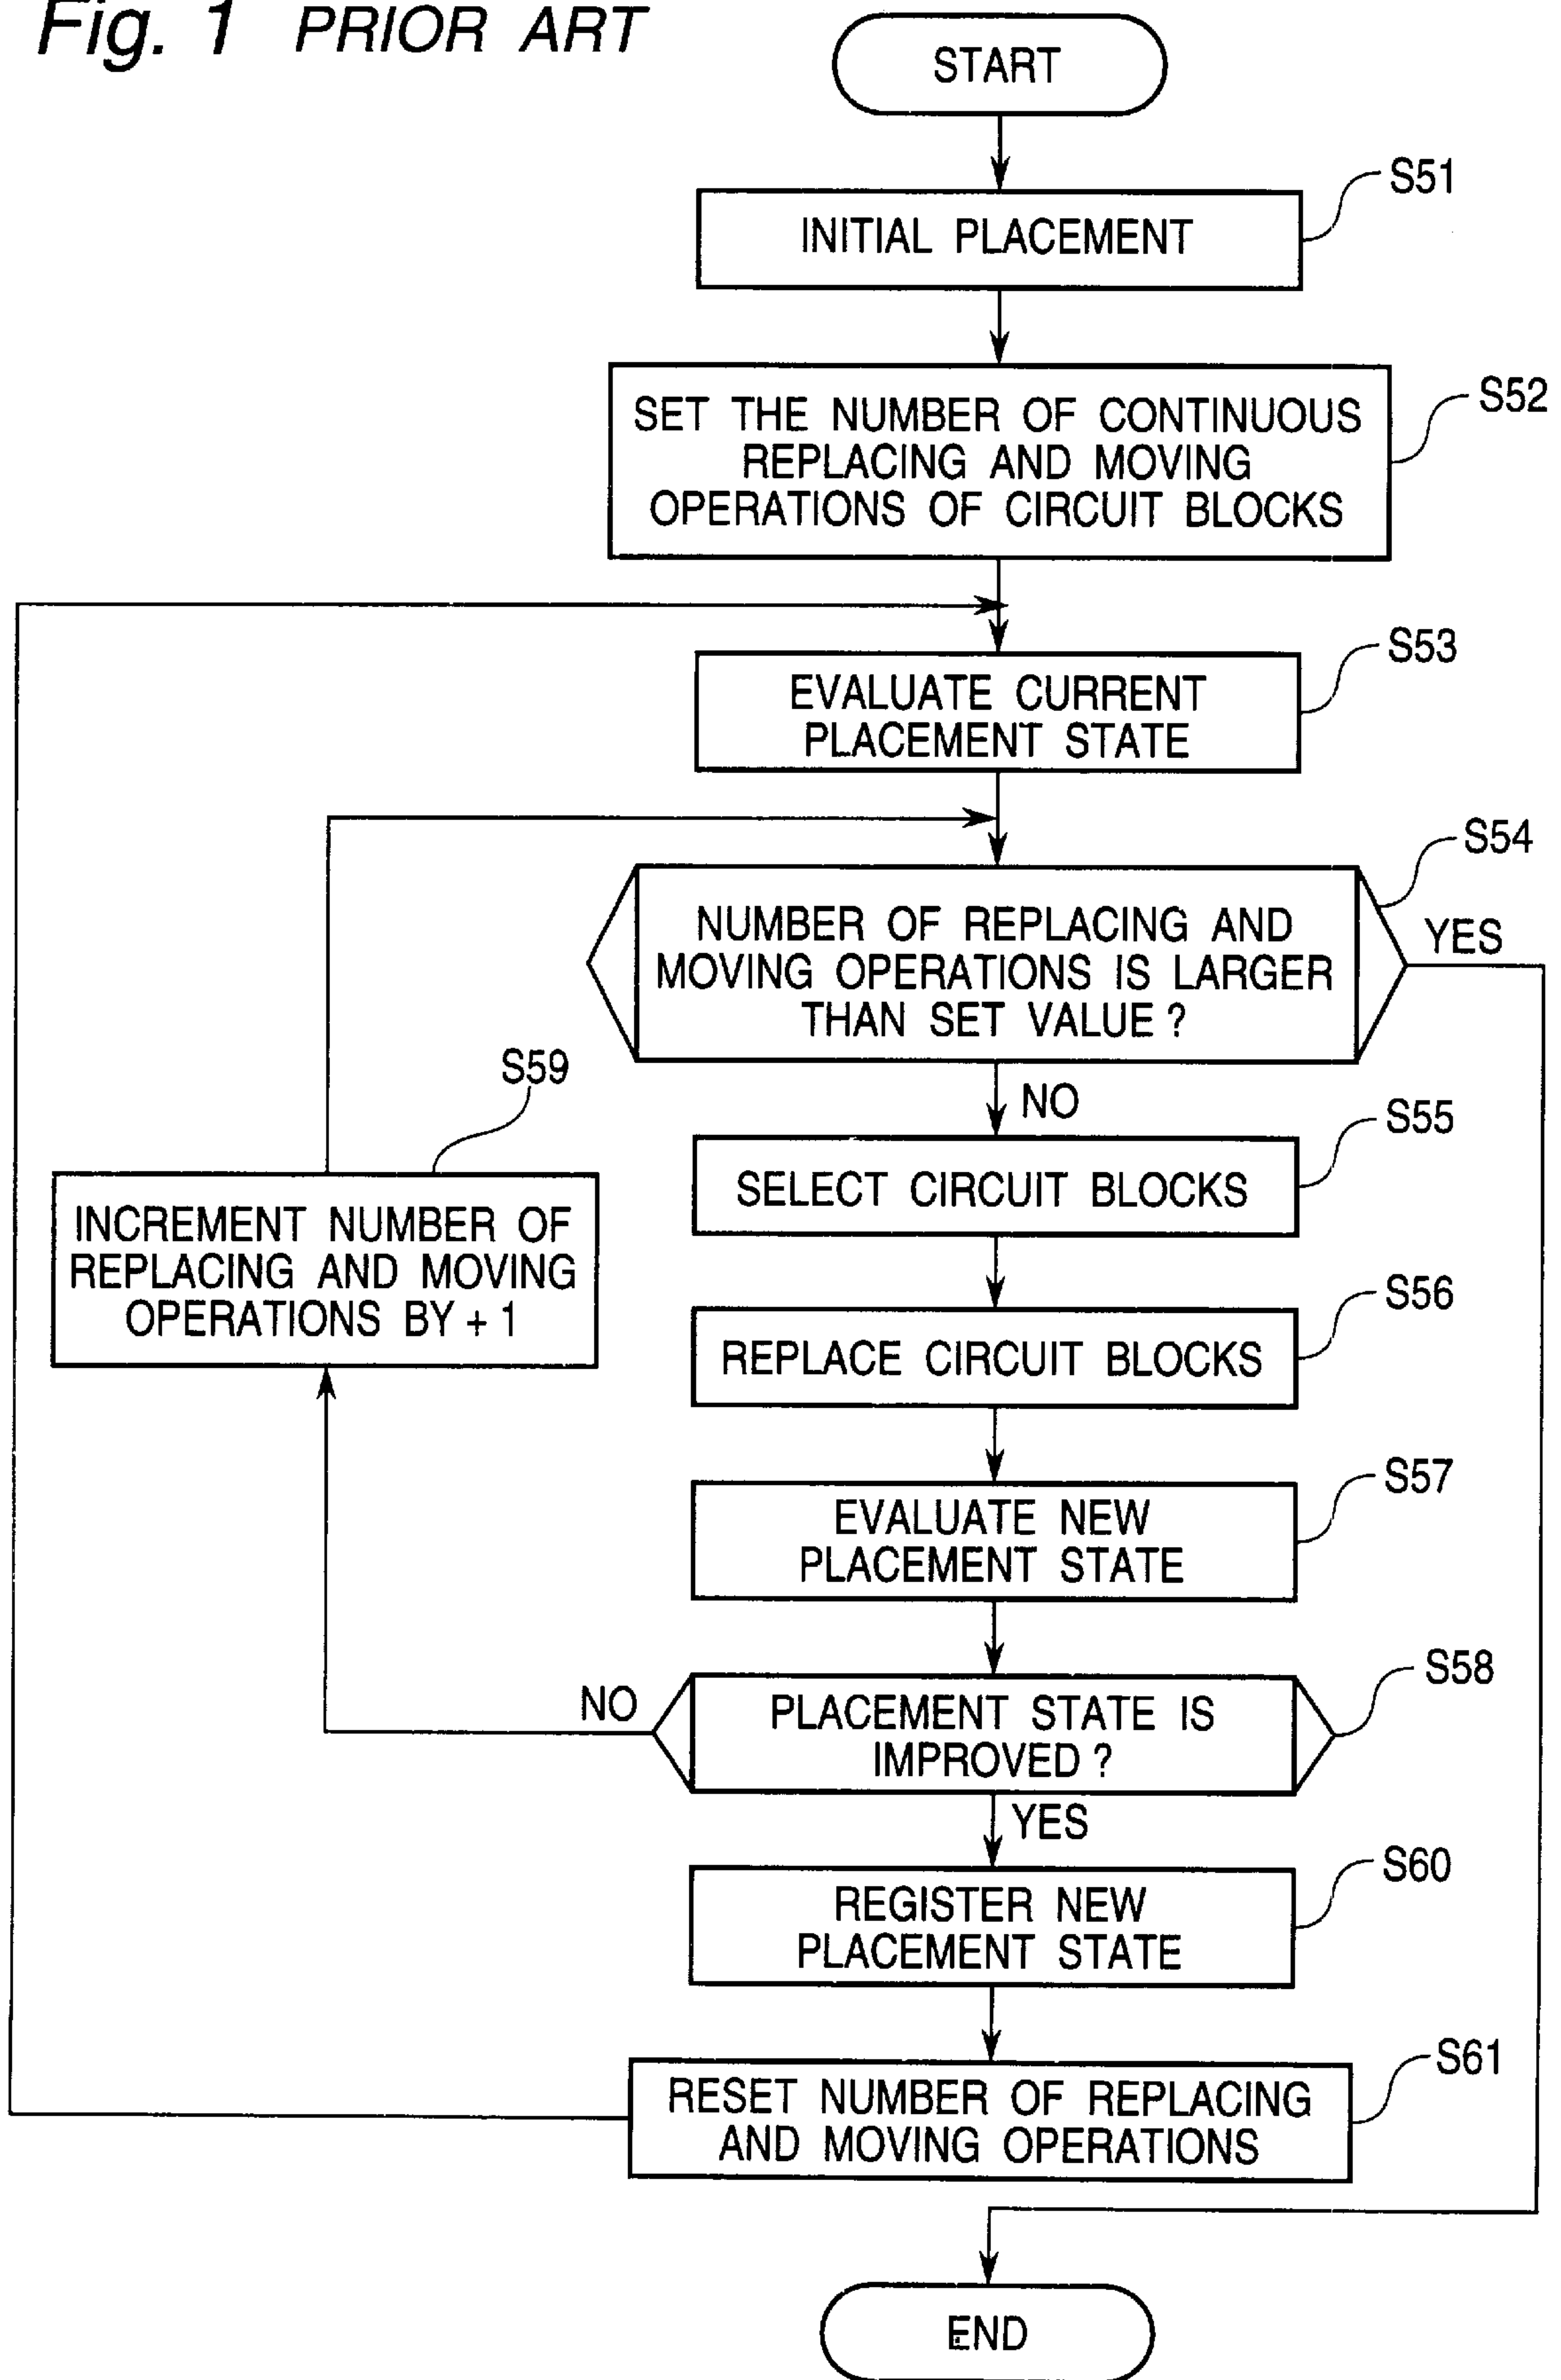 Fig. 1 PRIOR ART
START
S51
INITIAL PLACEMENT
S52
SET THE NUMBER OF CONTINUOUS
REPLACING AND MOVING
OPERATIONS OF CIRCUIT BLOCKS
S53
EVALUATE CURRENT
PLACEMENT STATE
S54
NUMBER OF REPLACING AND
MOVING OPERATIONS IS LARGER
THAN SET VALUE ?
YES
NO
S59
INCREMENT NUMBER OF
REPLACING AND MOVING
OPERATIONS BY + 1
S55
SELECT CIRCUIT BLOCKS
S56
REPLACE CIRCUIT BLOCKS
S57
EVALUATE NEW
PLACEMENT STATE
S58
NO
PLACEMENT STATE IS
IMPROVED ?
YES
S60
REGISTER NEW
PLACEMENT STATE
S61
RESET NUMBER OF REPLACING
AND MOVING OPERATIONS
END